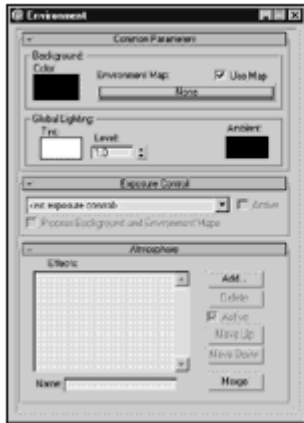 Environment
Common Parameters
Background:
Color
Environment Map:
Use Map
None
Global Lighting:
Tint:
Level:
Ambient:
1.0
Exposure Control
<no exposure control>
Active
Process Background and Environment Maps
Atmosphere
Effects:
Add...
Delete
Active
Move Up
Move Down
Name:
Merge